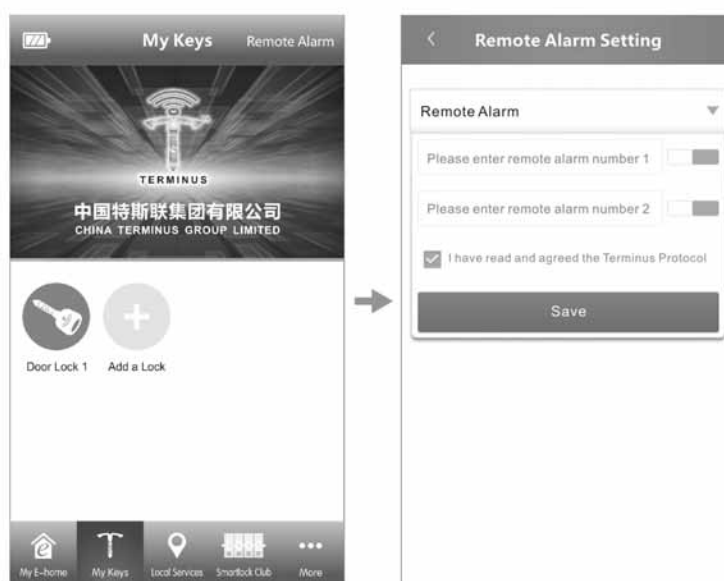 My Keys Remote Alarm
TERMINUS
中国特斯联集团有限公司
CHINA TERMINUS GROUP LIMITED
Door Lock 1 Add a Lock
My E-home My Keys Local Services Smartlock Club More
Remote Alarm Setting
Remote Alarm
Please enter remote alarm number 1
Please enter remote alarm number 2
I have read and agreed the Terminus Protocol
Save